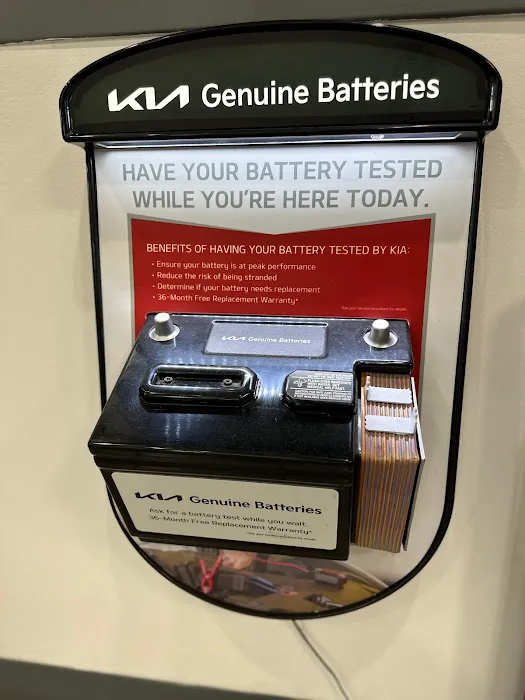 KIA Genuine Batteries
HAVE YOUR BATTERY TESTED
WHILE YOU'RE HERE TODAY.
BENEFITS OF HAVING YOUR BATTERY TESTED BY KIA:
• Ensure your battery is at peak performance
• Reduce the risk of being stranded
• Determine if your battery needs replacement
• 36-Month Free Replacement Warranty*
KIA Genuine Batteries
KIA Genuine Batteries
Ask for a battery test while you wait.
36-Month Free Replacement Warranty*